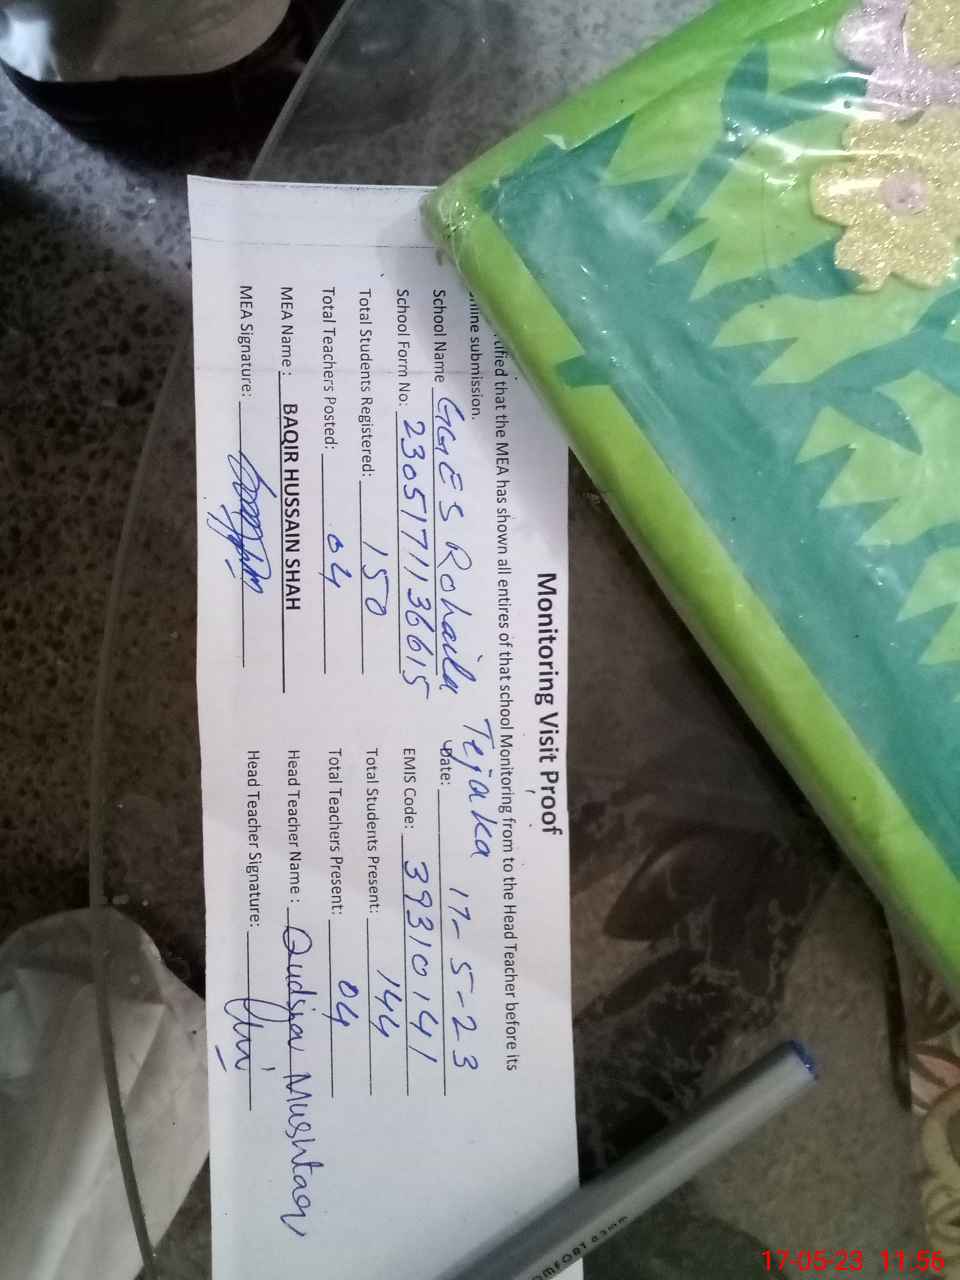 Monitoring Visit Proof
tified that the MEA has shown all entires of that school Monitoring from to the Head Teacher before its
nline submission.
School Name GGES Rohaila Tejaka Date: 17-5-23
School Form No: 2305171136615 EMIS Code: 39310141
Total Students Registered: 150 Total Students Present: 144
Total Teachers Posted: 04 Total Teachers Present: 04
MEA Name : BAQIR HUSSAIN SHAH Head Teacher Name : Qudsia Mushtaq
MEA Signature: Head Teacher Signature:
17-05-23 11:56